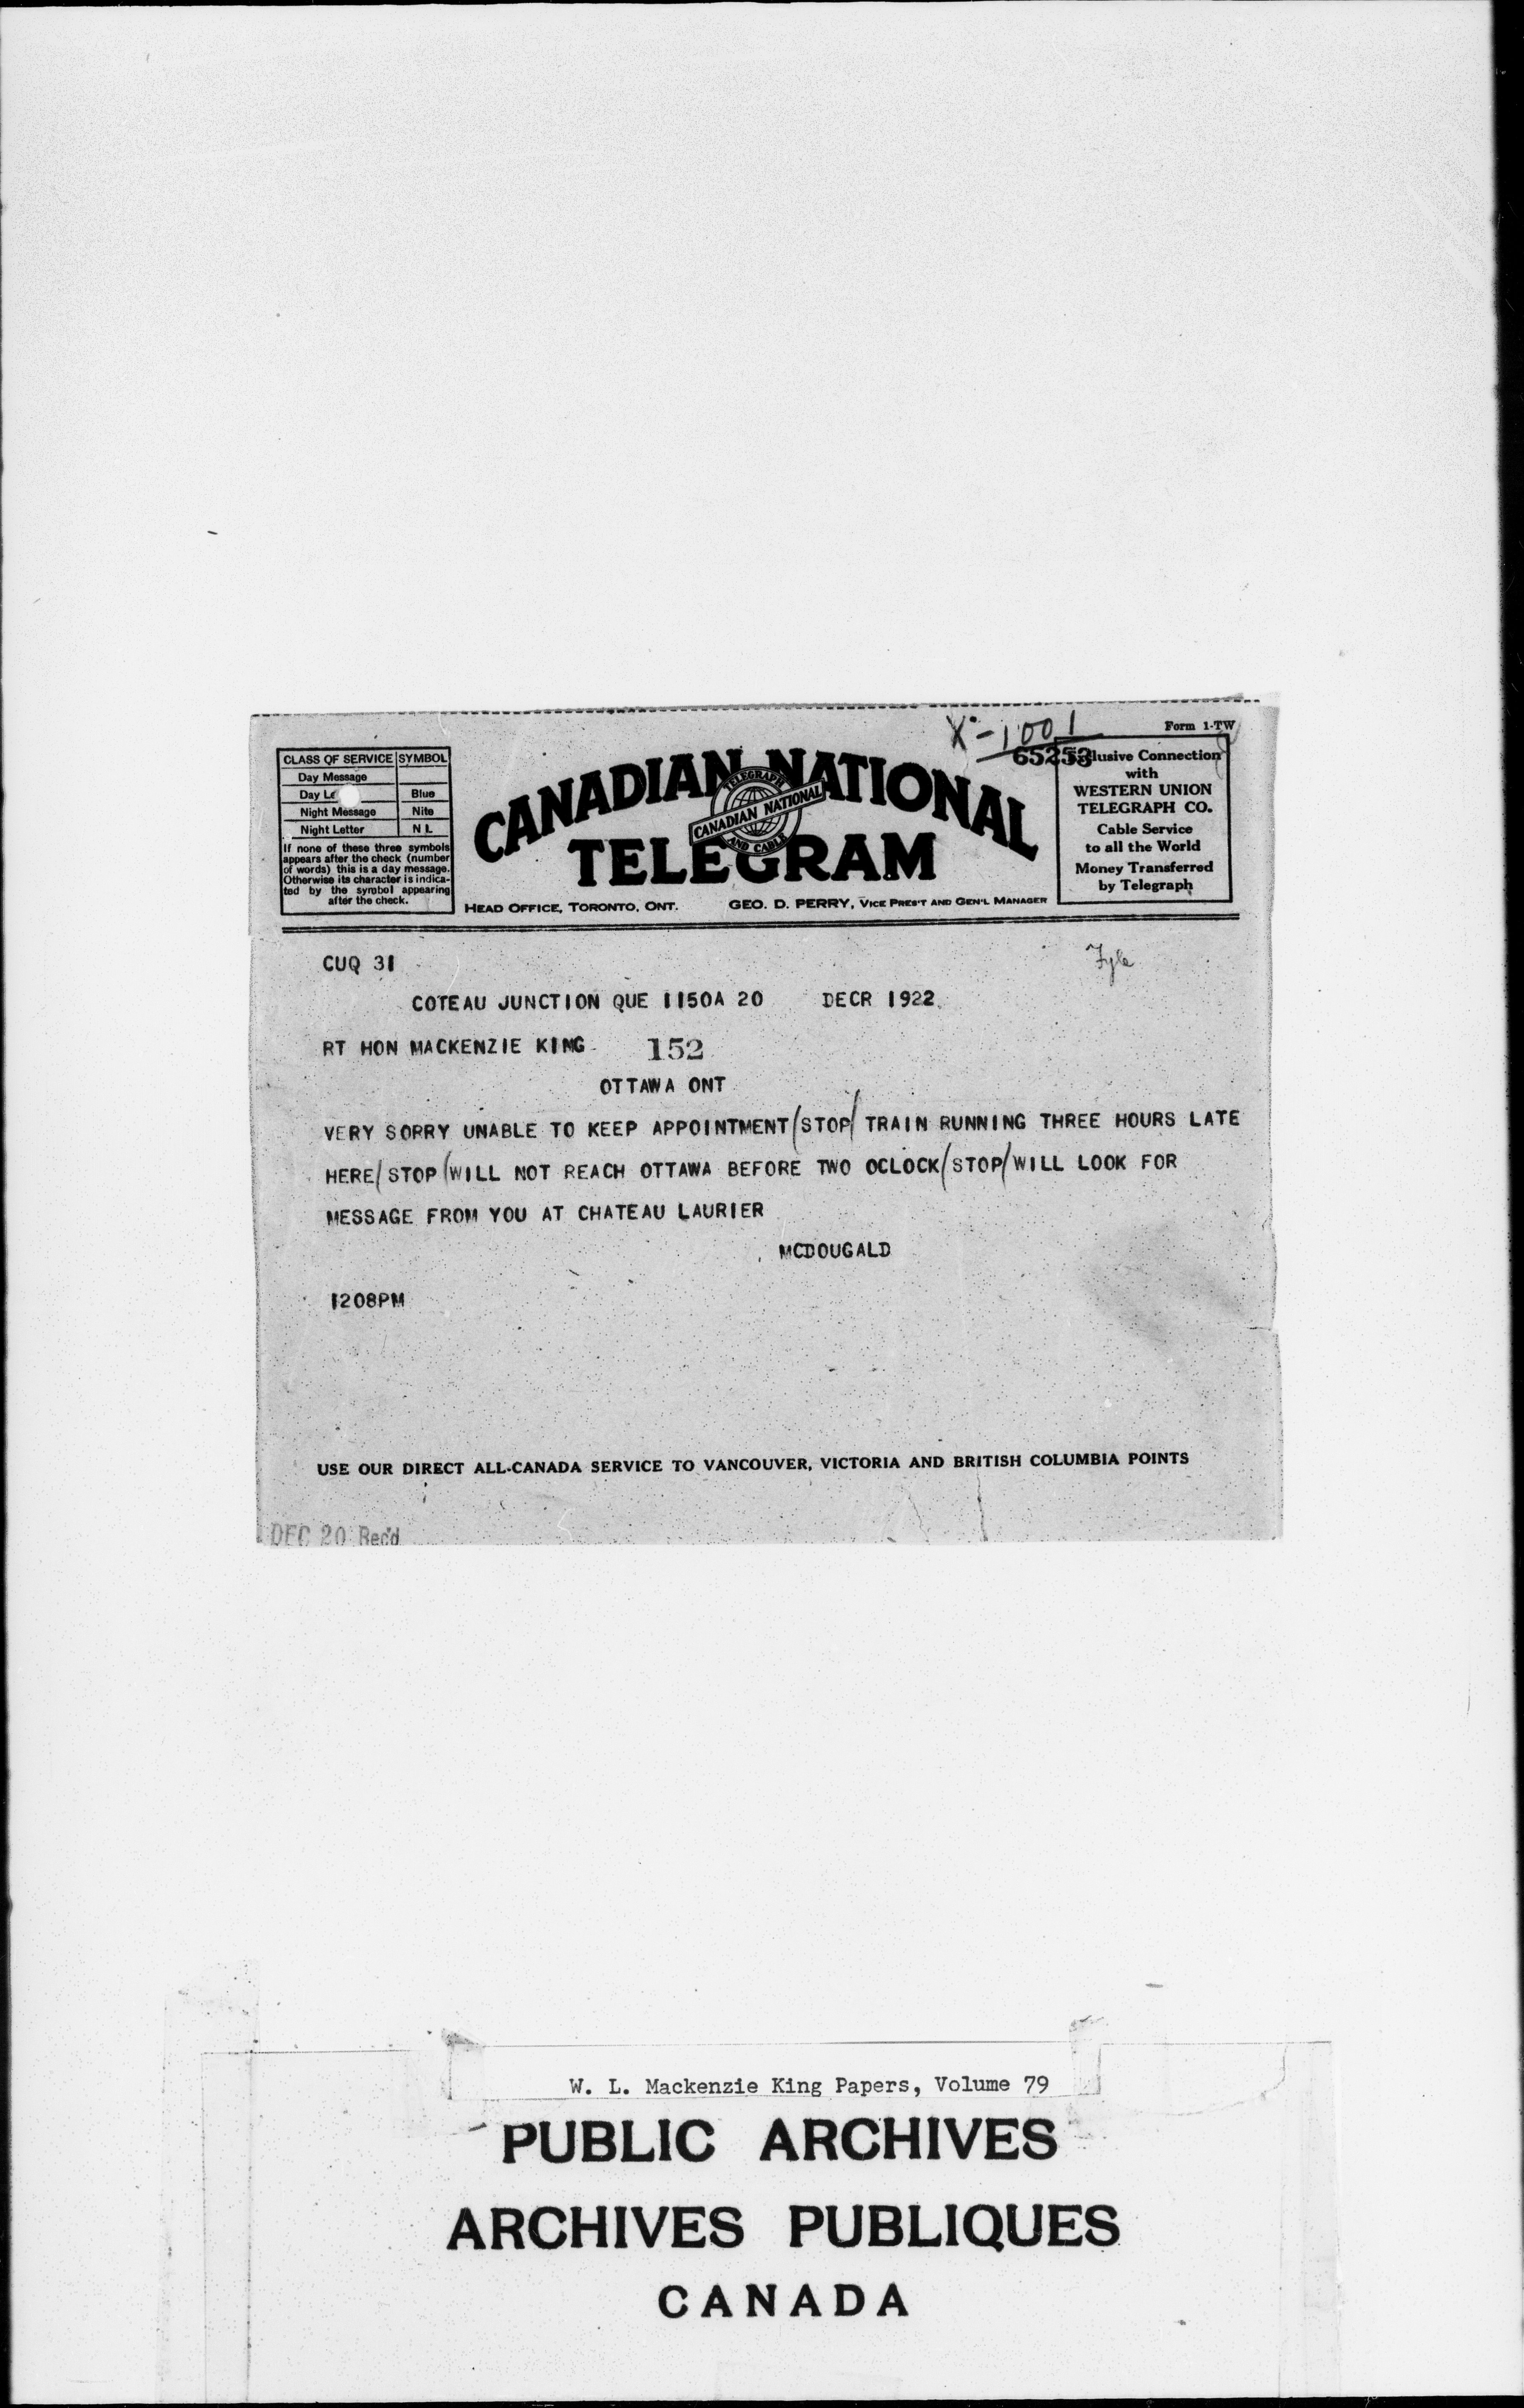 X-1001
Form 1-TW
65253
CLASS OF SERVICE SYMBOL
Day Message
Day Le Blue
Night Message Nite
Night Letter N L
If none of these three symbols
appears after the check (number
of words) this is a day message.
Otherwise its character is indica-
ted by the symbol appearing
after the check.
CANADIAN NATIONAL
TELEGRAPH
CANADIAN NATIONAL
AND CABLE
TELEGRAM
HEAD OFFICE, TORONTO, ONT. GEO. D. PERRY, VICE PRES'T AND GEN'L MANAGER
clusive Connection
with
WESTERN UNION
TELEGRAPH CO.
Cable Service
to all the World
Money Transferred
by Telegraph
CUQ 31
Fyle
COTEAU JUNCTION QUE 1150A 20 DECR 1922
RT HON MACKENZIE KING 152
OTTAWA ONT
VERY SORRY UNABLE TO KEEP APPOINTMENT/STOP/ TRAIN RUNNING THREE HOURS LATE
HERE/STOP/WILL NOT REACH OTTAWA BEFORE TWO OCLOCK/STOP/WILL LOOK FOR
MESSAGE FROM YOU AT CHATEAU LAURIER
MCDOUGALD
1208PM
USE OUR DIRECT ALL-CANADA SERVICE TO VANCOUVER, VICTORIA AND BRITISH COLUMBIA POINTS
DEC 20 Rec'd
W. L. Mackenzie King Papers, Volume 79
PUBLIC ARCHIVES
ARCHIVES PUBLIQUES
CANADA